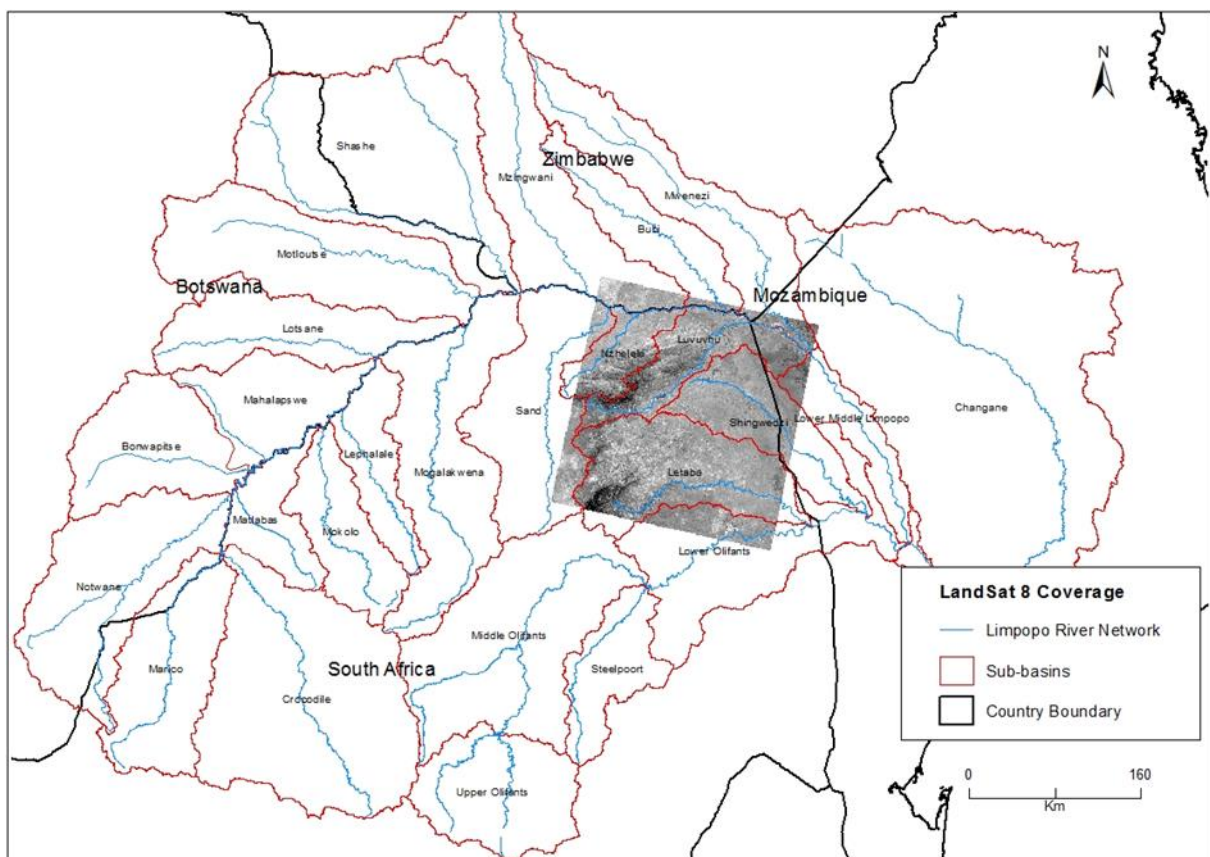 N
Shashe
Zimbabwe
Mzingwani
Mwenezi
Bubi
Motloutse
Botswana
Mozambique
Lotsane
Luvuvhu
Nzhelele
Mahalapswe
Sand
Changane
Lower Middle Limpopo
Shingwedzi
Bonwapitse
Lephalale
Mogalakwena
Letaba
Matlabas
Mokolo
Lower Olifants
Notwane
Middle Olifants
South Africa
Steelpoort
Marico
Crocodile
Upper Olifants
LandSat 8 Coverage
Limpopo River Network
Sub-basins
Country Boundary
0 160
Km